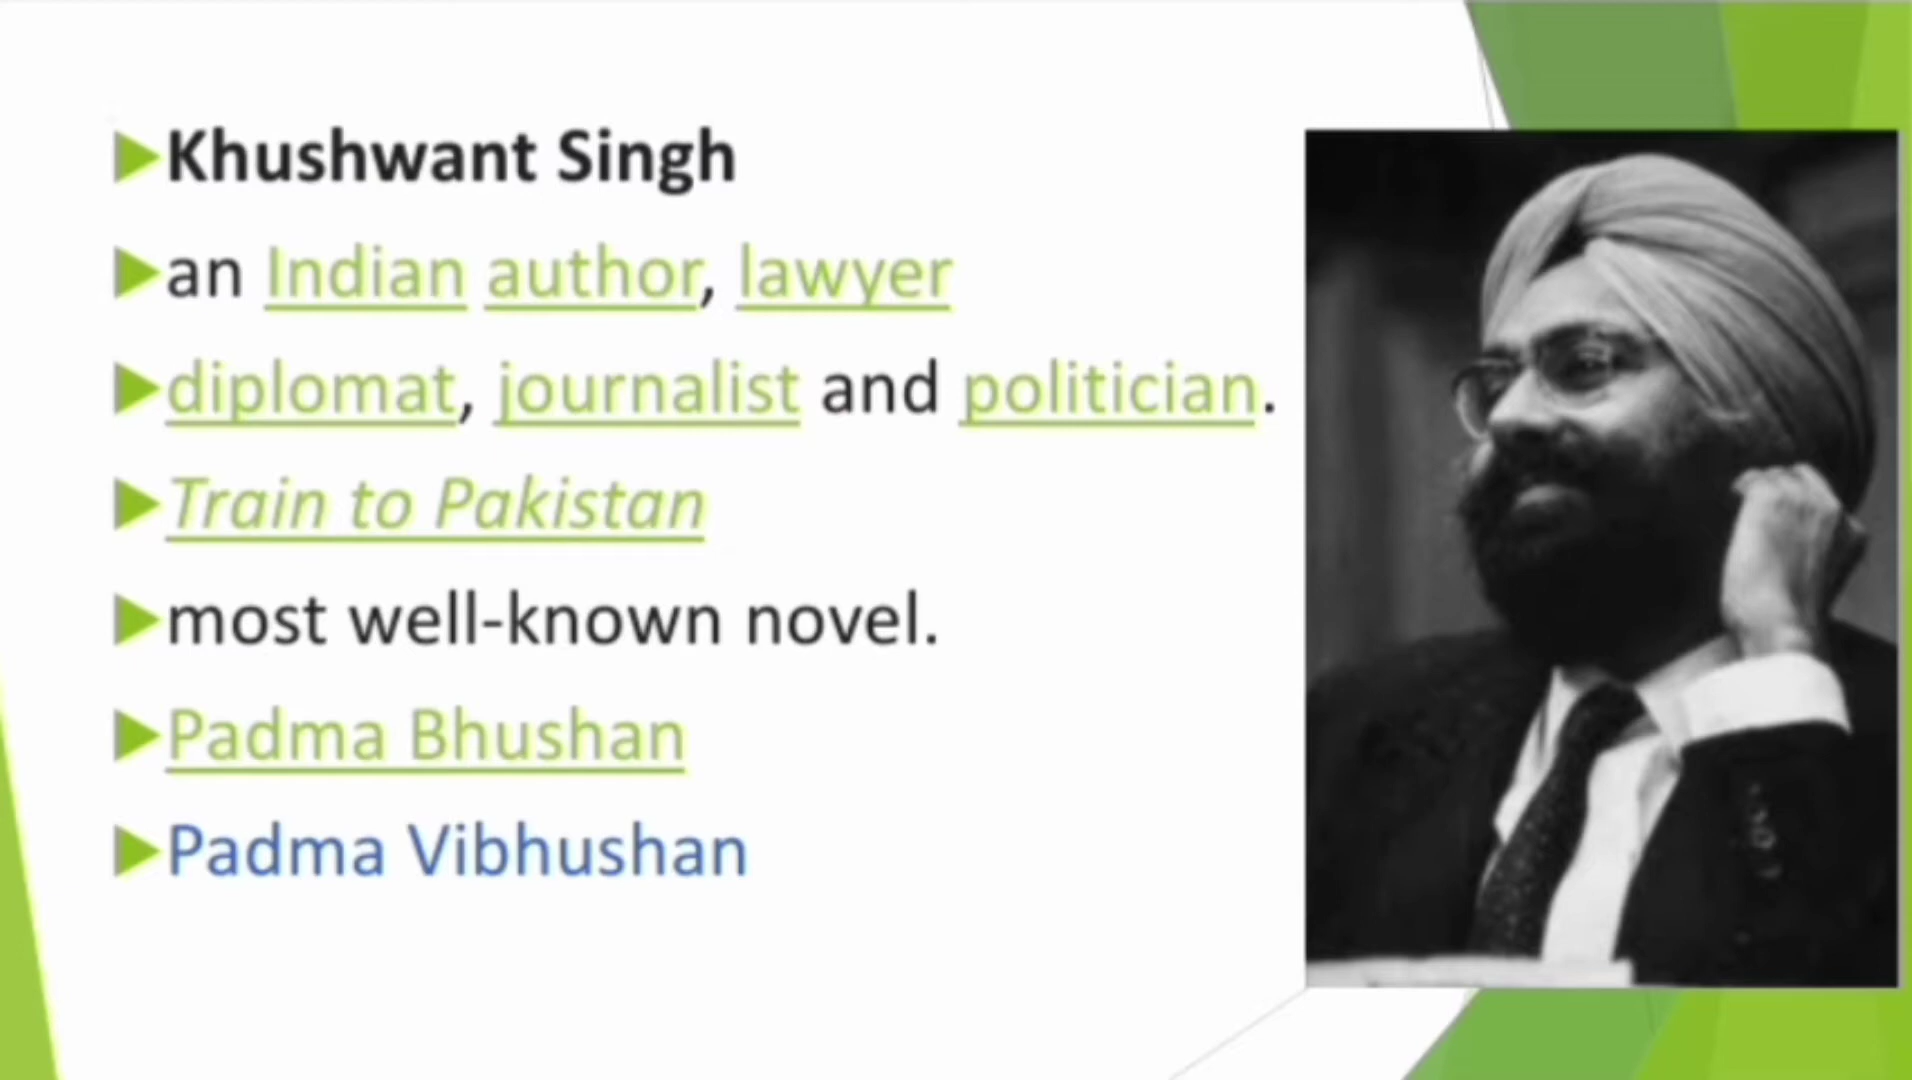 Khushwant Singh
an Indian author, lawyer
diplomat, journalist and politician.
Train to Pakistan
most well-known novel.
Padma Bhushan
Padma Vibhushan